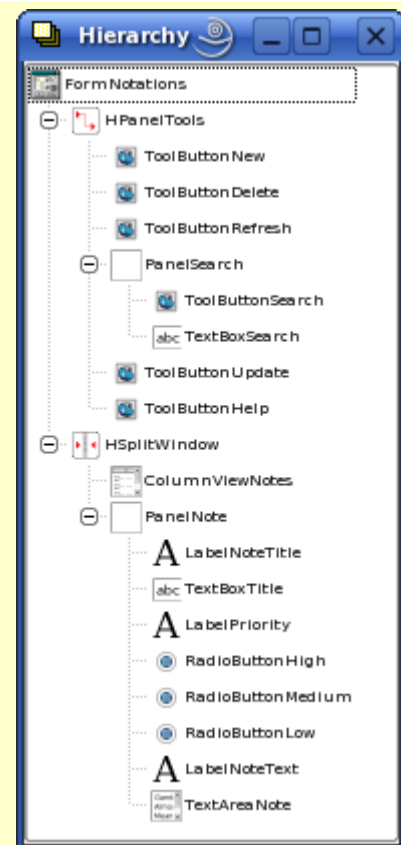 Hierarchy
FormNotations
HPanelTools
ToolButtonNew
ToolButtonDelete
ToolButtonRefresh
PanelSearch
ToolButtonSearch
abc TextBoxSearch
ToolButtonUpdate
ToolButtonHelp
HSplitWindow
ColumnViewNotes
PanelNote
A LabelNoteTitle
abc TextBoxTitle
A LabelPriority
RadioButtonHigh
RadioButtonMedium
RadioButtonLow
A LabelNoteText
TextAreaNote